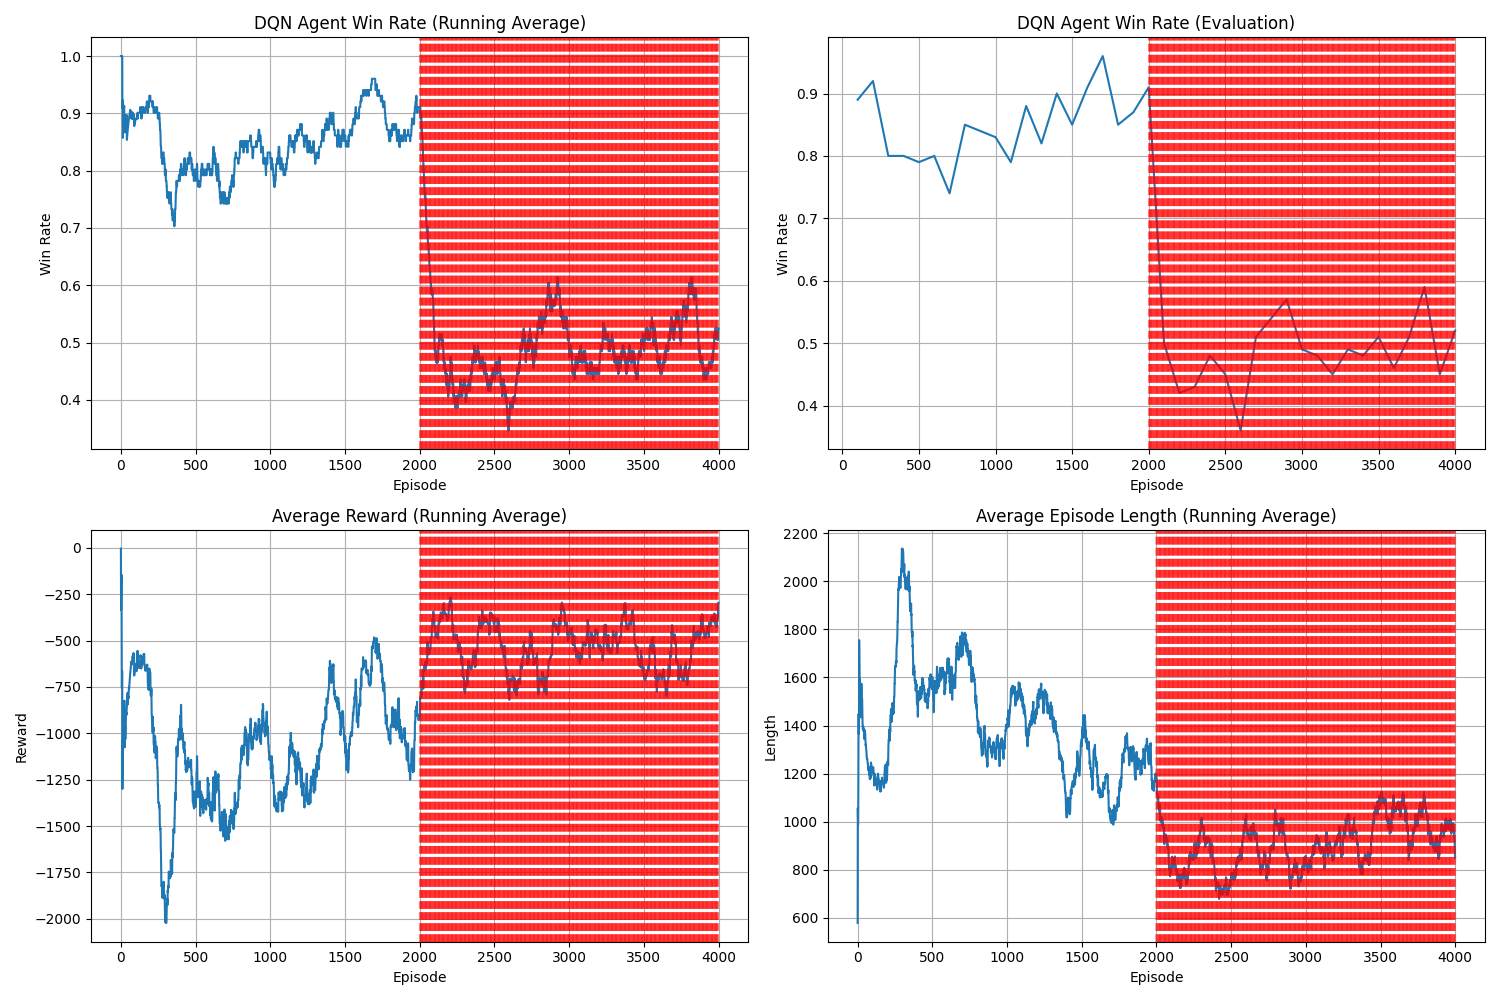 DQN Agent Win Rate (Running Average)
Win Rate
1.0
0.9
0.8
0.7
0.6
0.5
0.4
0 500 1000 1500 2000 2500 3000 3500 4000
Episode
DQN Agent Win Rate (Evaluation)
Win Rate
0.9
0.8
0.7
0.6
0.5
0.4
0 500 1000 1500 2000 2500 3000 3500 4000
Episode
Average Reward (Running Average)
Reward
0
−250
−500
−750
−1000
−1250
−1500
−1750
−2000
0 500 1000 1500 2000 2500 3000 3500 4000
Episode
Average Episode Length (Running Average)
Length
2200
2000
1800
1600
1400
1200
1000
800
600
0 500 1000 1500 2000 2500 3000 3500 4000
Episode